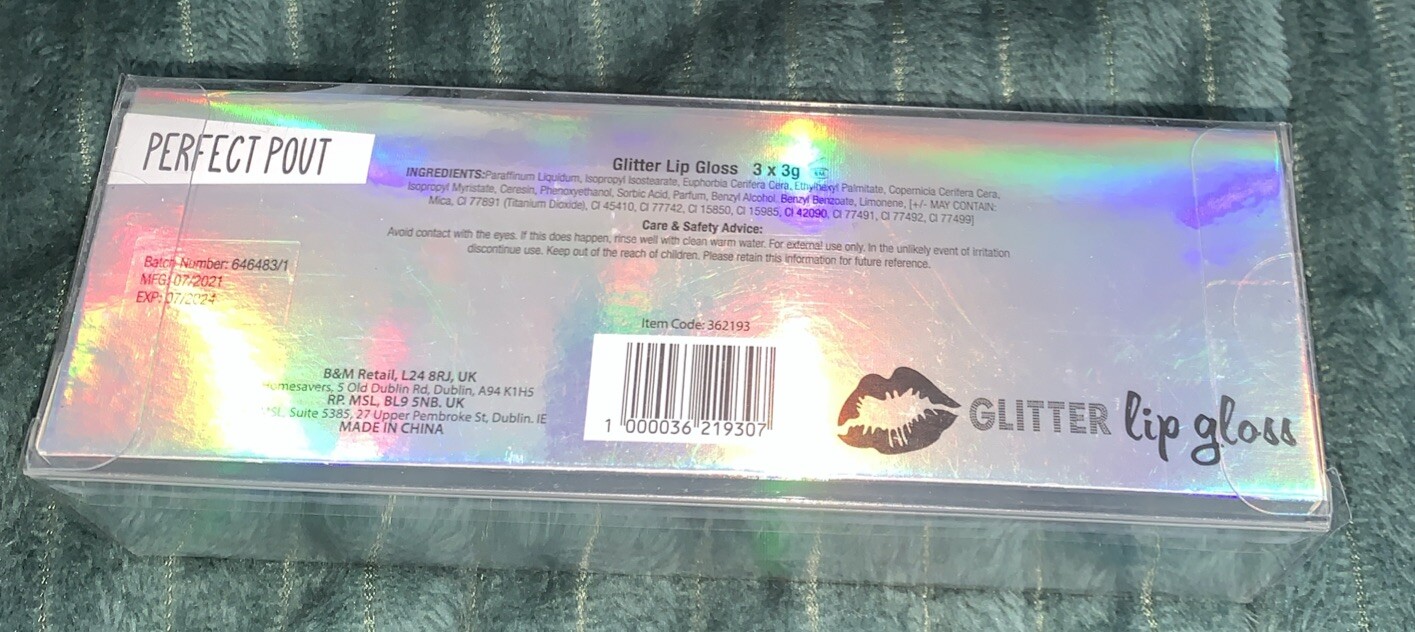 PERFECT POUT
Glitter Lip Gloss 3 x 3g
INGREDIENTS:Paraffinum Liquidum, Isopropyl Isostearate, Euphorbia Cerifera Cera, Ethylhexyl Palmitate, Copernicia Cerifera Cera,
Isopropyl Myristate, Ceresin, Phenoxyethanol, Sorbic Acid, Parfum, Benzyl Alcohol, Benzyl Benzoate, Limonene, [+/- MAY CONTAIN:
Mica, CI 77891 (Titanium Dioxide), CI 45410, CI 77742, CI 15850, CI 15985, CI 42090, CI 77491, CI 77492, CI 77499]
Care & Safety Advice:
Avoid contact with the eyes. If this does happen, rinse well with clean warm water. For external use only. In the unlikely event of irritation
discontinue use. Keep out of the reach of children. Please retain this information for future reference.
Batch Number: 646483/1
MFG: 07/2021
EXP: 07/2024
Item Code: 362193
B&M Retail, L24 8RJ, UK
Homesavers, 5 Old Dublin Rd, Dublin, A94 K1H5
RP. MSL, BL9 5NB. UK
MSL, Suite 5385, 27 Upper Pembroke St, Dublin. IE
MADE IN CHINA
1 000036 219307
GLITTER lip gloss